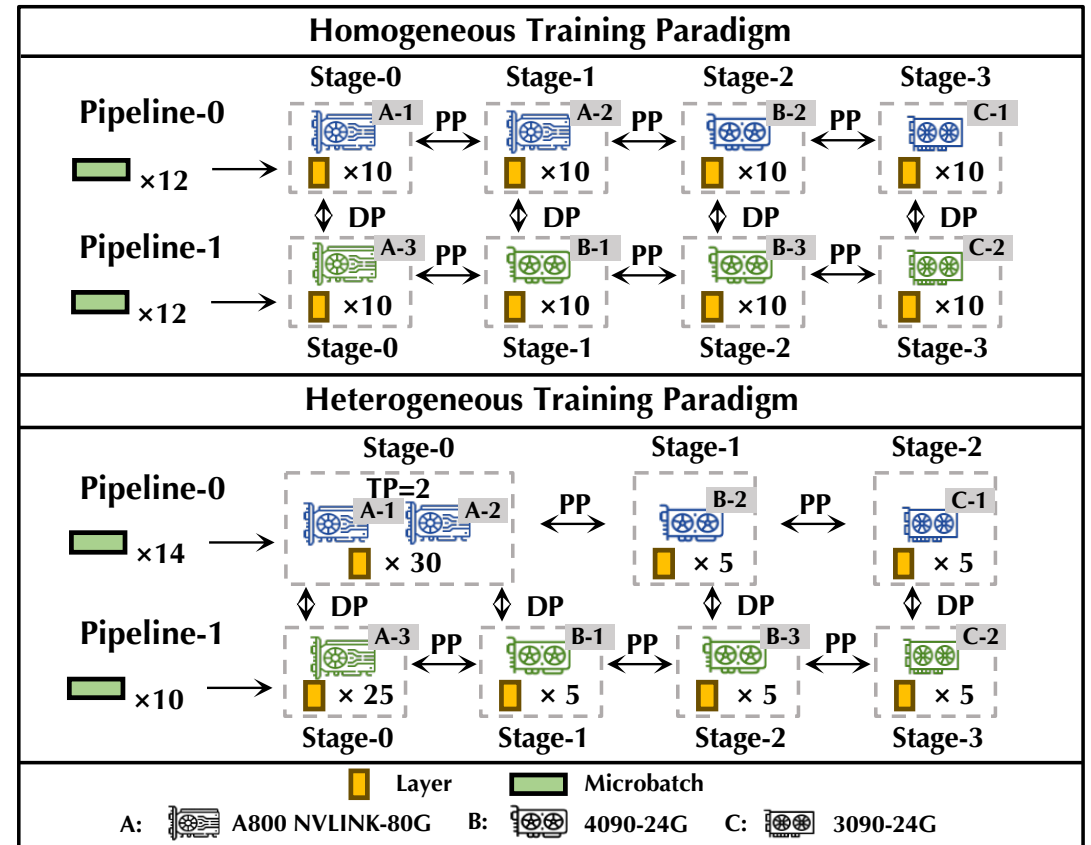 Homogeneous Training Paradigm
Stage-0 Stage-1 Stage-2 Stage-3
Pipeline-0
A-1 PP A-2 PP B-2 PP C-1
×12 ×10 ×10 ×10 ×10
DP DP DP DP
Pipeline-1
A-3 PP B-1 PP B-3 PP C-2
×12 ×10 ×10 ×10 ×10
Stage-0 Stage-1 Stage-2 Stage-3
Heterogeneous Training Paradigm
Stage-0 Stage-1 Stage-2
Pipeline-0
TP=2
A-1 A-2 PP B-2 PP C-1
×14 × 30 × 5 × 5
DP DP DP DP
Pipeline-1
A-3 PP B-1 PP B-3 PP C-2
×10 × 25 × 5 × 5 × 5
Stage-0 Stage-1 Stage-2 Stage-3
Layer Microbatch
A: A800 NVLINK-80G B: 4090-24G C: 3090-24G